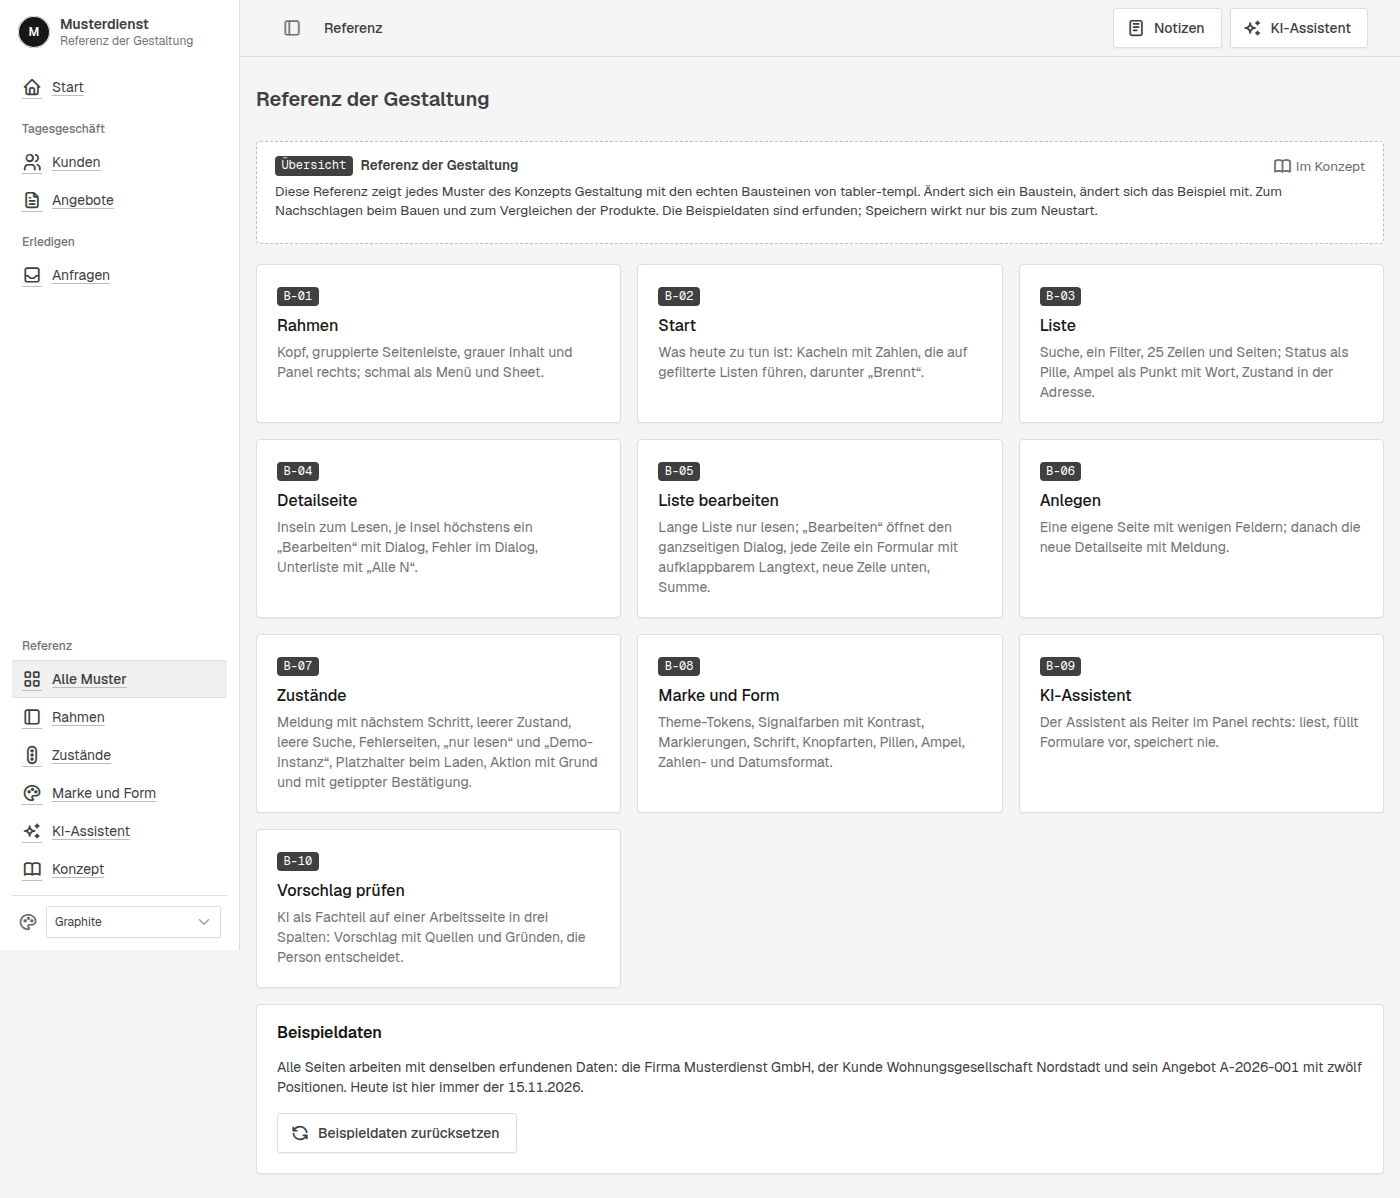 M
Musterdienst
Referenz der Gestaltung
Start
Tagesgeschäft
Kunden
Angebote
Erledigen
Anfragen
Referenz
Alle Muster
Rahmen
Zustände
Marke und Form
KI-Assistent
Konzept
Graphite
Referenz
Notizen
KI-Assistent
Referenz der Gestaltung
Übersicht Referenz der Gestaltung
Im Konzept
Diese Referenz zeigt jedes Muster des Konzepts Gestaltung mit den echten Bausteinen von tabler-templ. Ändert sich ein Baustein, ändert sich das Beispiel mit. Zum
Nachschlagen beim Bauen und zum Vergleichen der Produkte. Die Beispieldaten sind erfunden; Speichern wirkt nur bis zum Neustart.
B-01
Rahmen
Kopf, gruppierte Seitenleiste, grauer Inhalt und
Panel rechts; schmal als Menü und Sheet.
B-02
Start
Was heute zu tun ist: Kacheln mit Zahlen, die auf
gefilterte Listen führen, darunter „Brennt“.
B-03
Liste
Suche, ein Filter, 25 Zeilen und Seiten; Status als
Pille, Ampel als Punkt mit Wort, Zustand in der
Adresse.
B-04
Detailseite
Inseln zum Lesen, je Insel höchstens ein
„Bearbeiten“ mit Dialog, Fehler im Dialog,
Unterliste mit „Alle N“.
B-05
Liste bearbeiten
Lange Liste nur lesen; „Bearbeiten“ öffnet den
ganzseitigen Dialog, jede Zeile ein Formular mit
aufklappbarem Langtext, neue Zeile unten,
Summe.
B-06
Anlegen
Eine eigene Seite mit wenigen Feldern; danach die
neue Detailseite mit Meldung.
B-07
Zustände
Meldung mit nächstem Schritt, leerer Zustand,
leere Suche, Fehlerseiten, „nur lesen“ und „Demo-
Instanz“, Platzhalter beim Laden, Aktion mit Grund
und mit getippter Bestätigung.
B-08
Marke und Form
Theme-Tokens, Signalfarben mit Kontrast,
Markierungen, Schrift, Knopfarten, Pillen, Ampel,
Zahlen- und Datumsformat.
B-09
KI-Assistent
Der Assistent als Reiter im Panel rechts: liest, füllt
Formulare vor, speichert nie.
B-10
Vorschlag prüfen
KI als Fachteil auf einer Arbeitsseite in drei
Spalten: Vorschlag mit Quellen und Gründen, die
Person entscheidet.
Beispieldaten
Alle Seiten arbeiten mit denselben erfundenen Daten: die Firma Musterdienst GmbH, der Kunde Wohnungsgesellschaft Nordstadt und sein Angebot A-2026-001 mit zwölf
Positionen. Heute ist hier immer der 15.11.2026.
Beispieldaten zurücksetzen